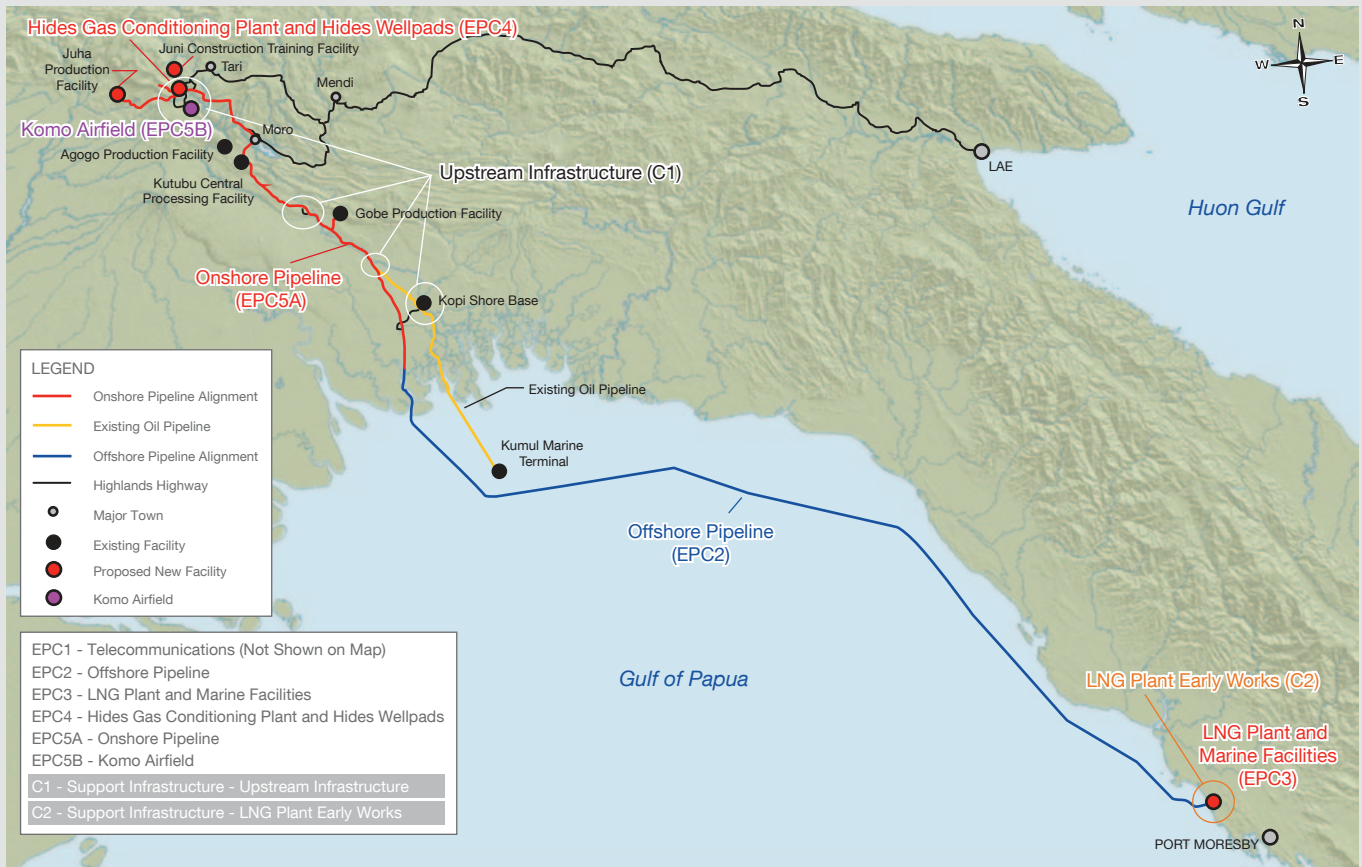 Hides Gas Conditioning Plant and Hides Wellpads (EPC4)
Juni Construction Training Facility
Juha
Production
Facility
Tari
Mendi
Komo Airfield (EPC5B)
Moro
Agogo Production Facility
Kutubu Central
Processing Facility
Upstream Infrastructure (C1)
Gobe Production Facility
Onshore Pipeline
(EPC5A)
Kopi Shore Base
N
W
E
S
LAE
Huon Gulf
LEGEND
Onshore Pipeline Alignment
Existing Oil Pipeline
Offshore Pipeline Alignment
Highlands Highway
Major Town
Existing Facility
Proposed New Facility
Komo Airfield
Existing Oil Pipeline
Kumul Marine
Terminal
Offshore Pipeline
(EPC2)
Gulf of Papua
EPC1 - Telecommunications (Not Shown on Map)
EPC2 - Offshore Pipeline
EPC3 - LNG Plant and Marine Facilities
EPC4 - Hides Gas Conditioning Plant and Hides Wellpads
EPC5A - Onshore Pipeline
EPC5B - Komo Airfield
C1 - Support Infrastructure - Upstream Infrastructure
C2 - Support Infrastructure - LNG Plant Early Works
LNG Plant Early Works (C2)
LNG Plant and
Marine Facilities
(EPC3)
PORT MORESBY